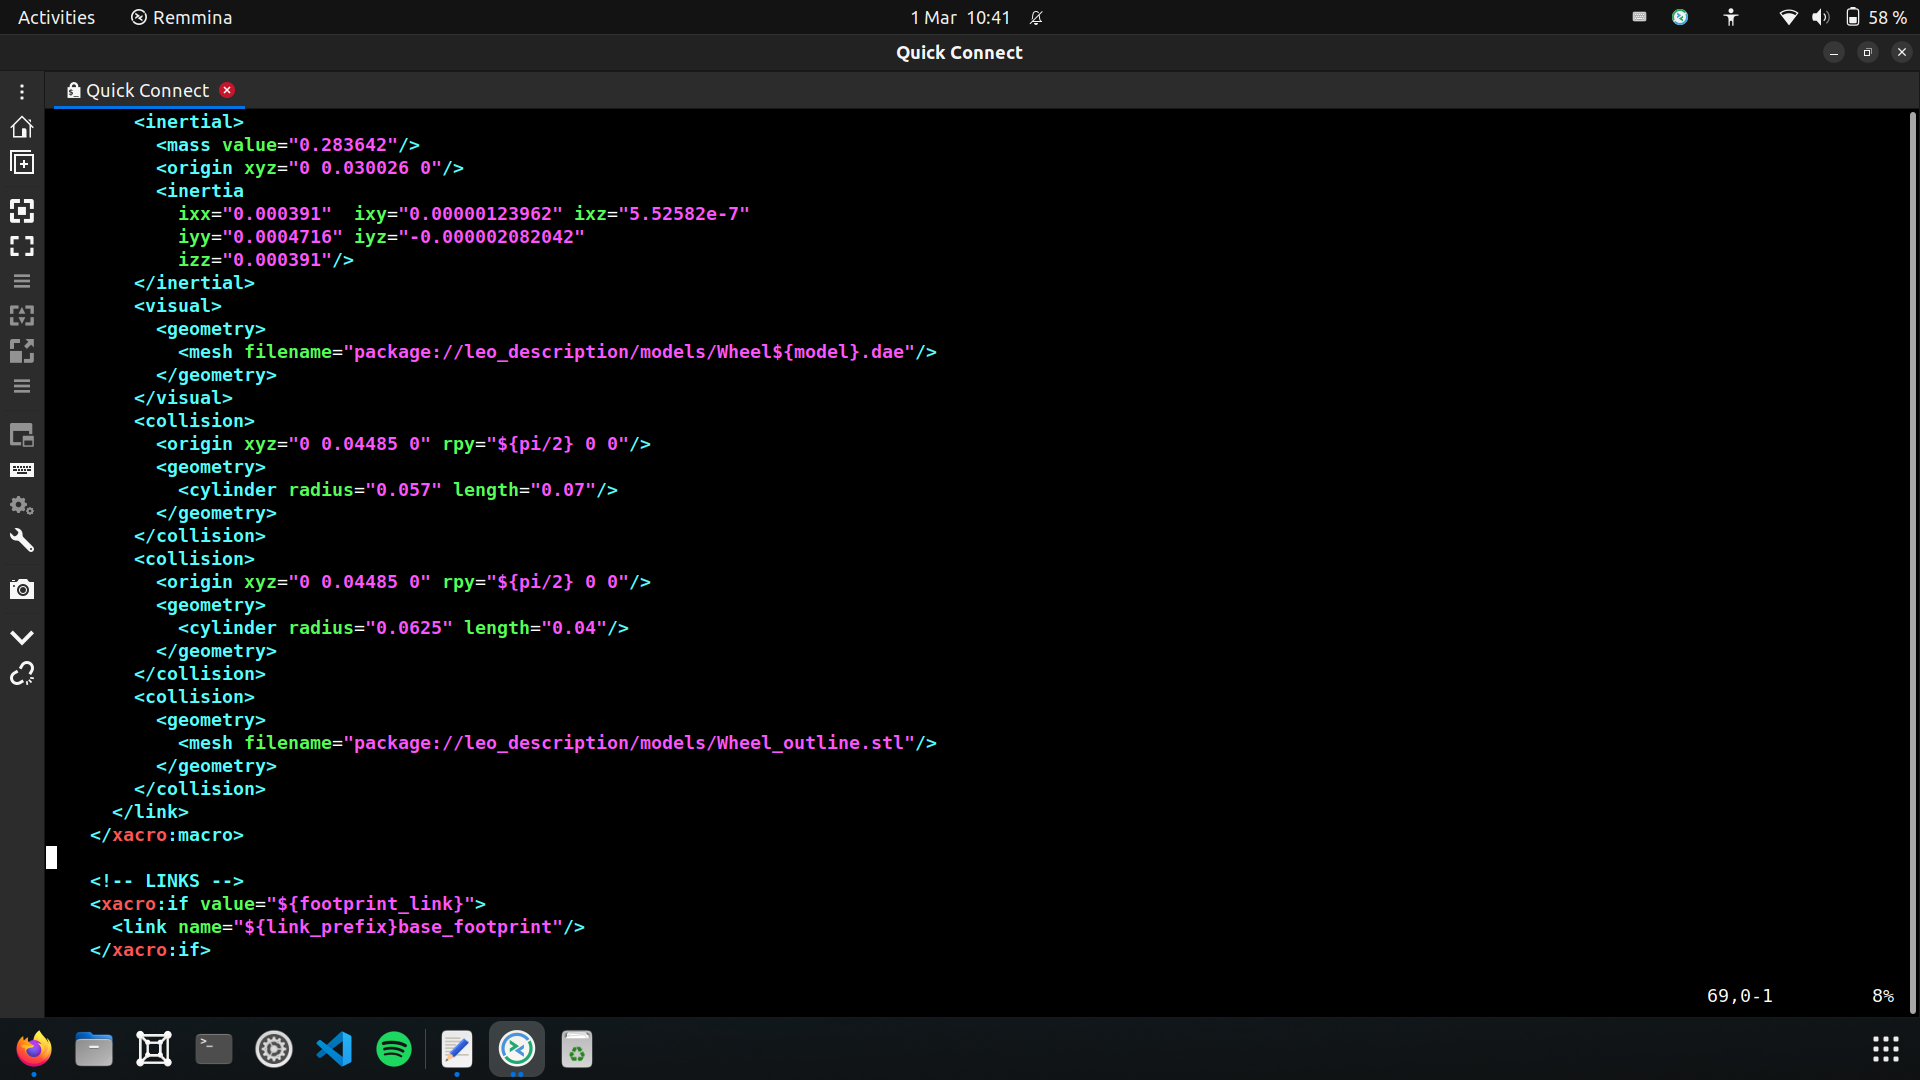 Activities Remmina 1 Mar 10:41 58 %
Quick Connect
Quick Connect
<inertial>
<mass value="0.283642"/>
<origin xyz="0 0.030026 0"/>
<inertia
ixx="0.000391"  ixy="0.00000123962" ixz="5.52582e-7"
iyy="0.0004716" iyz="-0.000002082042"
izz="0.000391"/>
</inertial>
<visual>
<geometry>
<mesh filename="package://leo_description/models/Wheel${model}.dae"/>
</geometry>
</visual>
<collision>
<origin xyz="0 0.04485 0" rpy="${pi/2} 0 0"/>
<geometry>
<cylinder radius="0.057" length="0.07"/>
</geometry>
</collision>
<collision>
<origin xyz="0 0.04485 0" rpy="${pi/2} 0 0"/>
<geometry>
<cylinder radius="0.0625" length="0.04"/>
</geometry>
</collision>
<collision>
<geometry>
<mesh filename="package://leo_description/models/Wheel_outline.stl"/>
</geometry>
</collision>
</link>
</xacro:macro>
<!-- LINKS -->
<xacro:if value="${footprint_link}">
<link name="${link_prefix}base_footprint"/>
</xacro:if>
69,0-1 8%